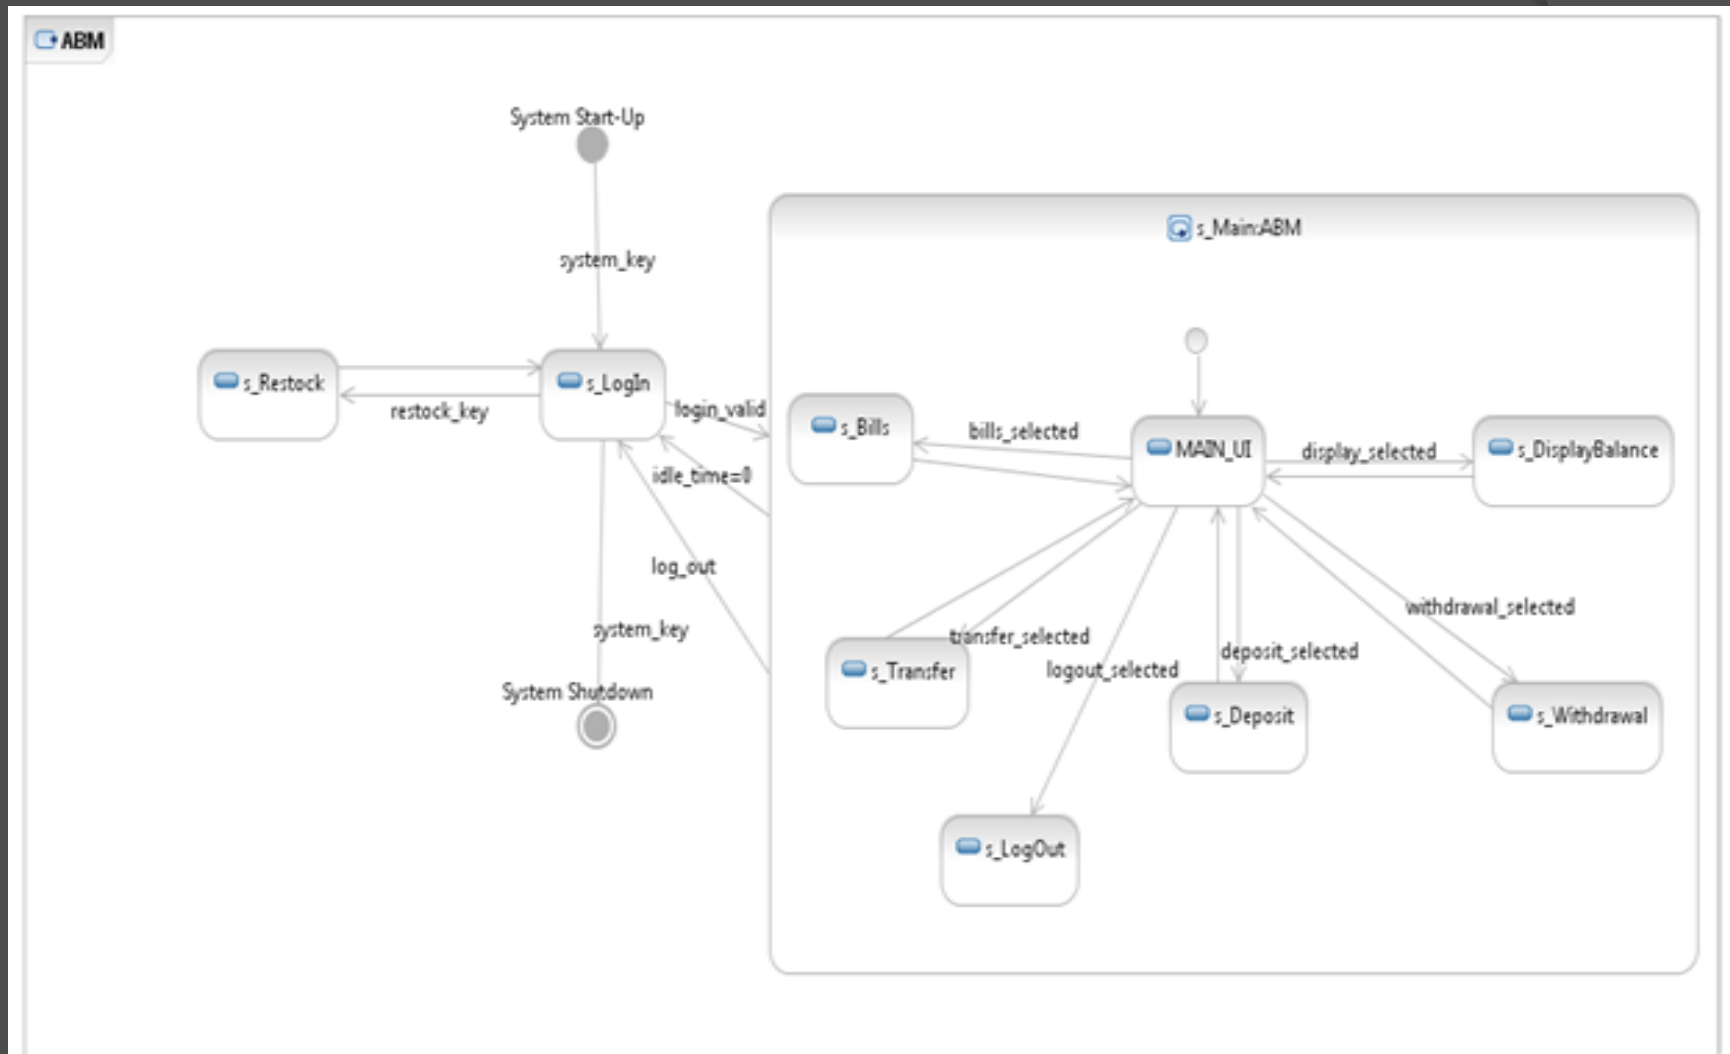 ABM
System Start-Up
system_key
s_Main:ABM
s_Restock
s_LogIn
restock_key
login_valid
idle_time=0
log_out
system_key
System Shutdown
s_Bills
bills_selected
MAIN_UI
display_selected
s_DisplayBalance
withdrawal_selected
transfer_selected
s_Transfer
logout_selected
deposit_selected
s_Deposit
s_Withdrawal
s_LogOut